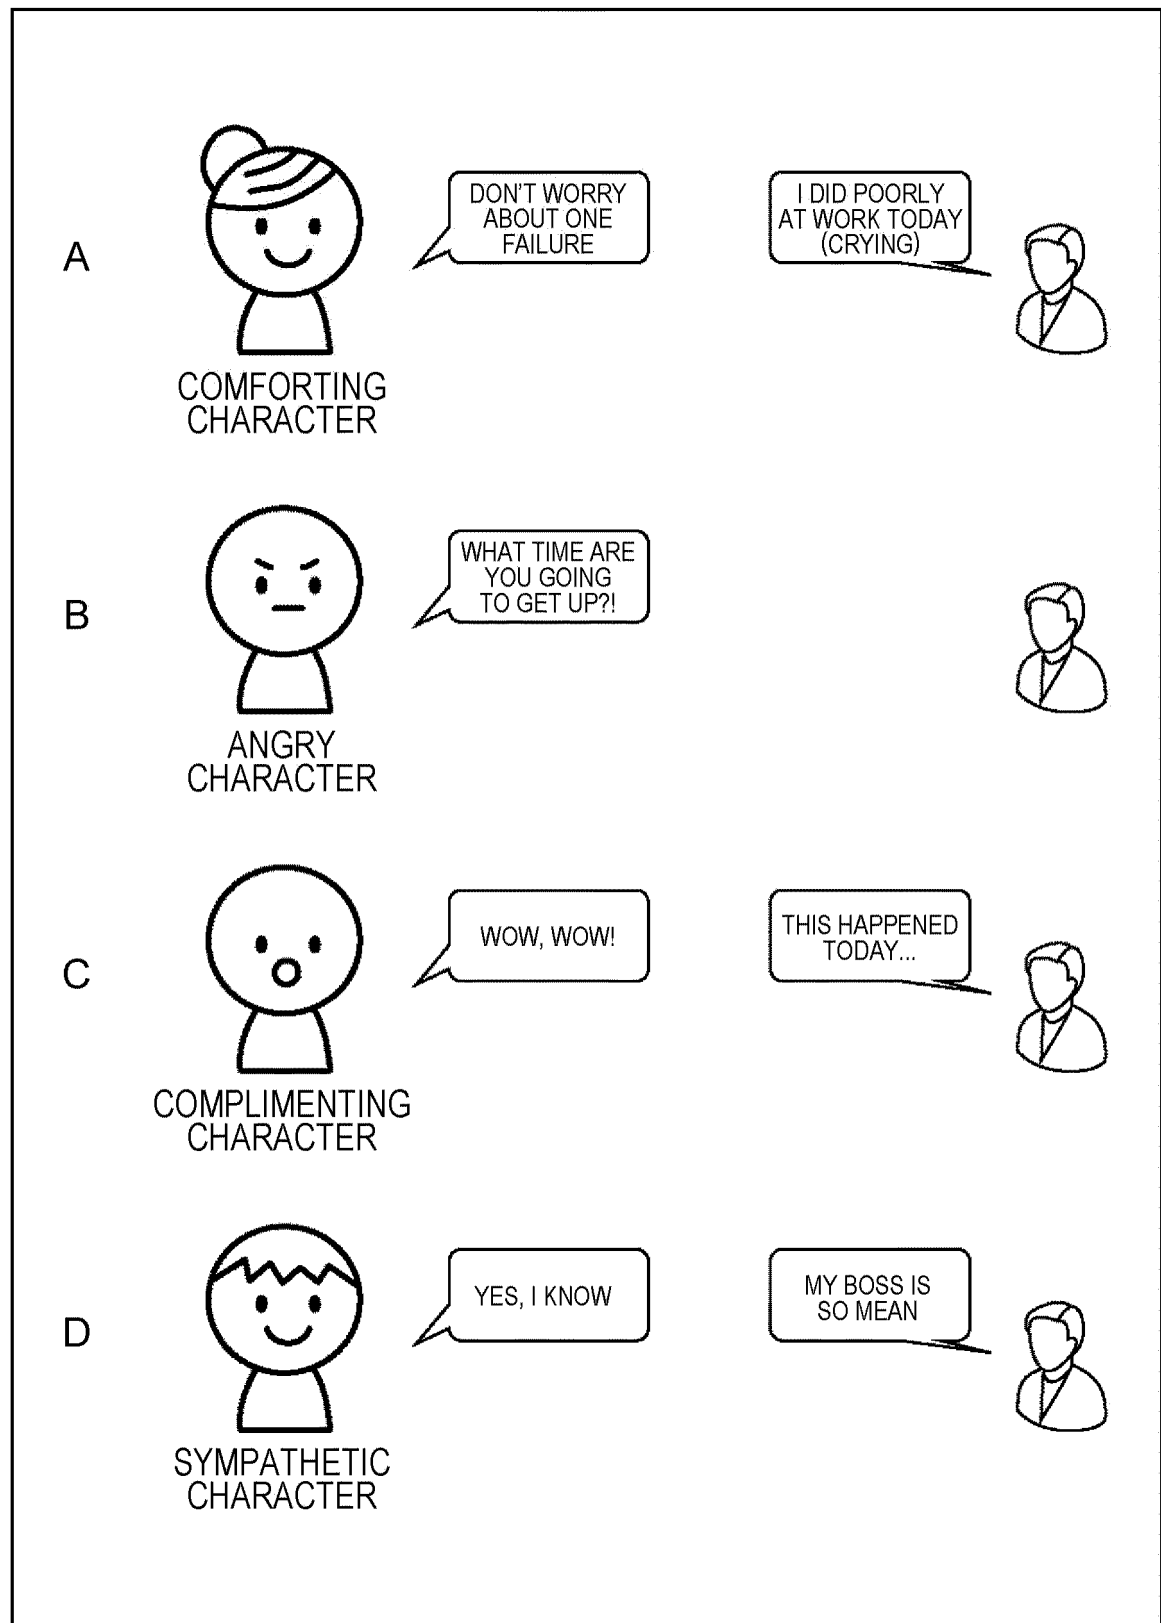 A
DON'T WORRY
ABOUT ONE
FAILURE
I DID POORLY
AT WORK TODAY
(CRYING)
COMFORTING
CHARACTER
B
WHAT TIME ARE
YOU GOING
TO GET UP?!
ANGRY
CHARACTER
C
WOW, WOW!
THIS HAPPENED
TODAY...
COMPLIMENTING
CHARACTER
D
YES, I KNOW
MY BOSS IS
SO MEAN
SYMPATHETIC
CHARACTER